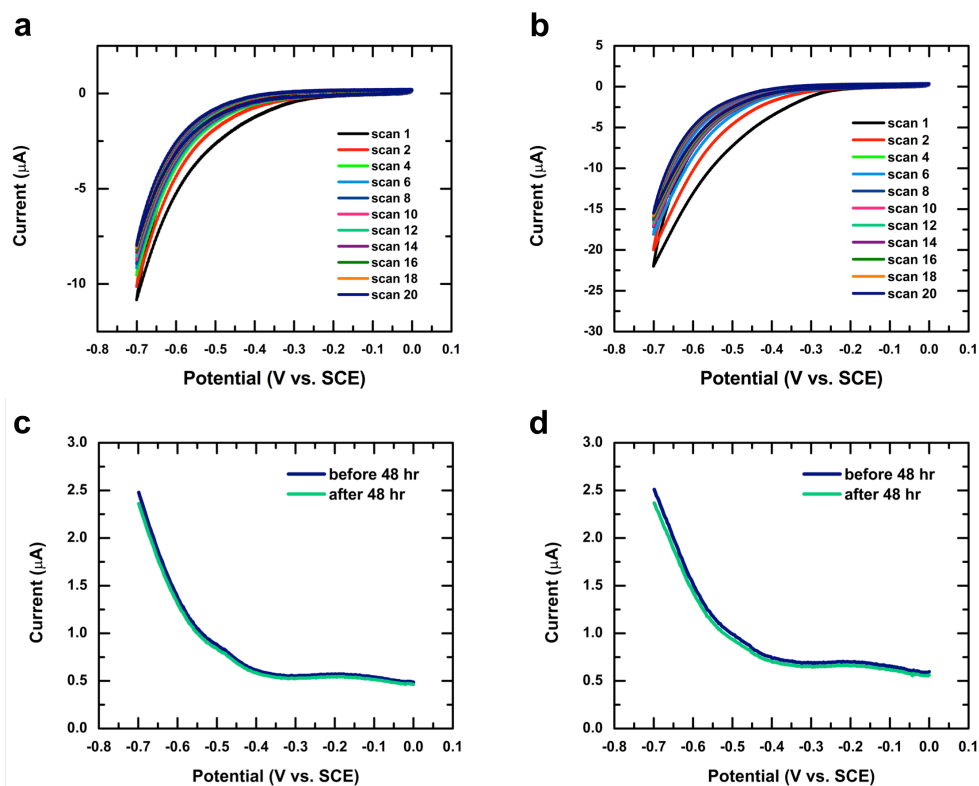 a
0
-5
-10
Current (μA)
scan 1
scan 2
scan 4
scan 6
scan 8
scan 10
scan 12
scan 14
scan 16
scan 18
scan 20
-0.8 -0.7 -0.6 -0.5 -0.4 -0.3 -0.2 -0.1 0.0 0.1
Potential (V vs. SCE)
b
5
0
-5
-10
-15
-20
-25
-30
Current (μA)
scan 1
scan 2
scan 4
scan 6
scan 8
scan 10
scan 12
scan 14
scan 16
scan 18
scan 20
-0.8 -0.7 -0.6 -0.5 -0.4 -0.3 -0.2 -0.1 0.0 0.1
Potential (V vs. SCE)
c
3.0
2.5
2.0
1.5
1.0
0.5
0.0
Current (μA)
before 48 hr
after 48 hr
-0.8 -0.7 -0.6 -0.5 -0.4 -0.3 -0.2 -0.1 0.0 0.1
Potential (V vs. SCE)
d
3.0
2.5
2.0
1.5
1.0
0.5
0.0
Current (μA)
before 48 hr
after 48 hr
-0.8 -0.7 -0.6 -0.5 -0.4 -0.3 -0.2 -0.1 0.0 0.1
Potential (V vs. SCE)